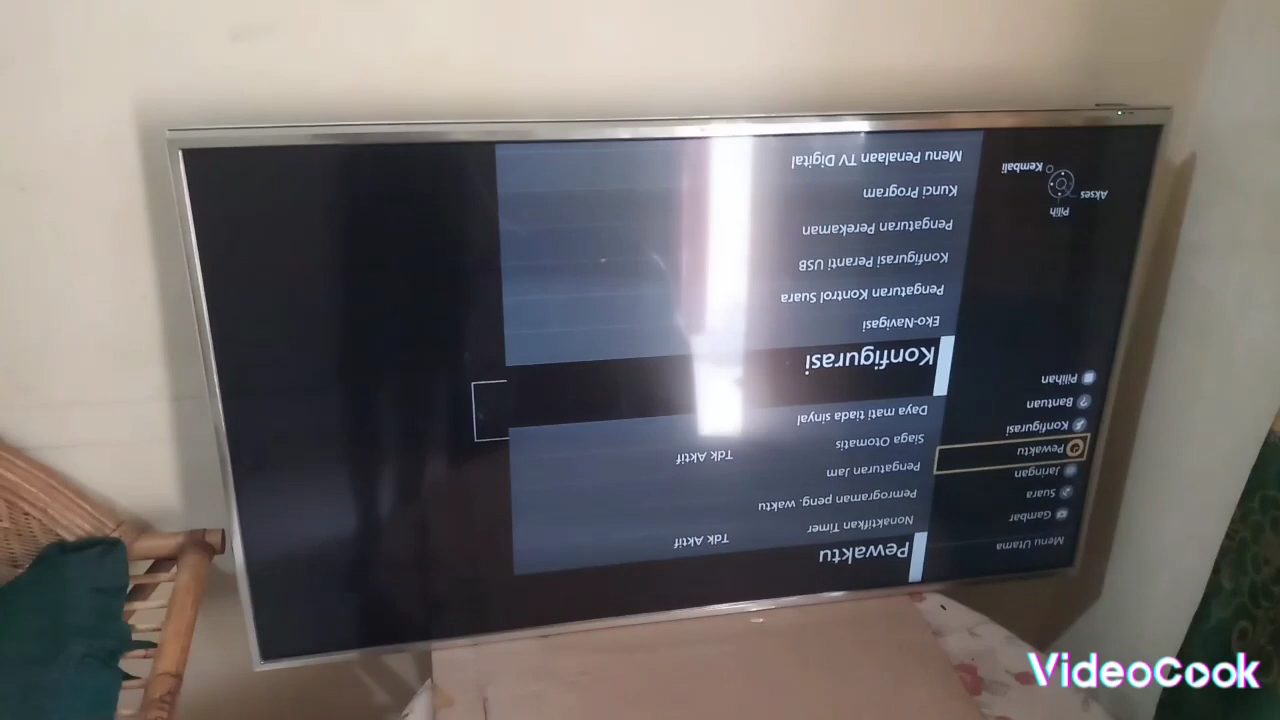 Menu Utama
Gambar
Suara
Jaringan
Pewaktu
Konfigurasi
Bantuan
Pilihan
Pewaktu
Nonaktifkan Timer Tdk Aktif
Pemrograman peng. waktu
Pengaturan Jam
Siaga Otomatis Tdk Aktif
Daya mati tiada sinyal
Konfigurasi
Eko-Navigasi
Pengaturan Kontrol Suara
Konfigurasi Peranti USB
Pengaturan Perekaman
Kunci Program
Menu Penalaan TV Digital
Pilih
Akses
Kembali
VideoCook